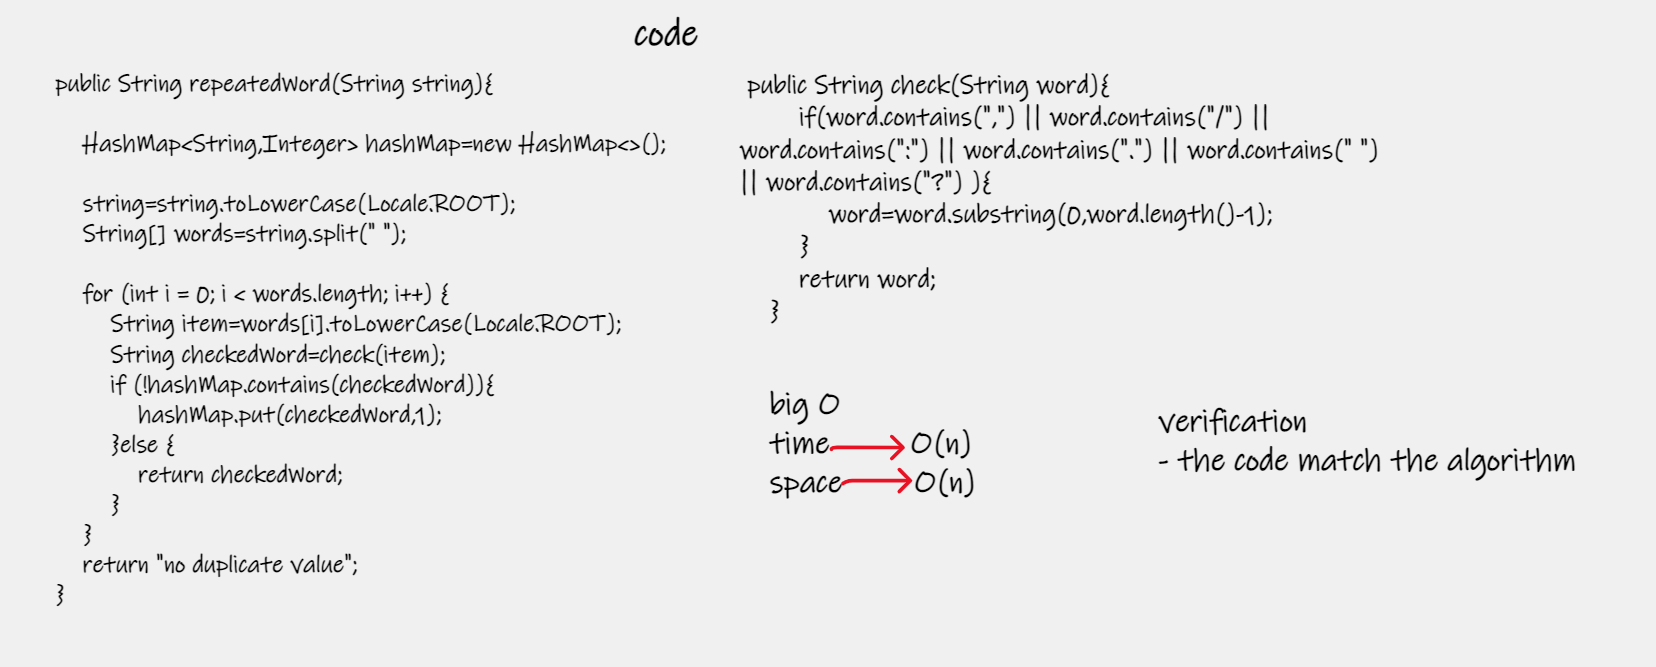 code
public String repeatedWord(String string){
HashMap<String,Integer> hashMap=new HashMap<>();
string=string.toLowerCase(Locale.ROOT);
String[] words=string.split(" ");
for (int i = 0; i < words.length; i++) {
String item=words[i].toLowerCase(Locale.ROOT);
String checkedWord=check(item);
if (!hashMap.contains(checkedWord)){
hashMap.put(checkedWord,1);
}else {
return checkedWord;
}
}
return "no duplicate value";
}
public String check(String word){
if(word.contains(",") || word.contains("/") ||
word.contains(":") || word.contains(".") || word.contains(" ")
|| word.contains("?") ){
word=word.substring(0,word.length()-1);
}
return word;
}
big O
time O(n)
space O(n)
verification
- the code match the algorithm